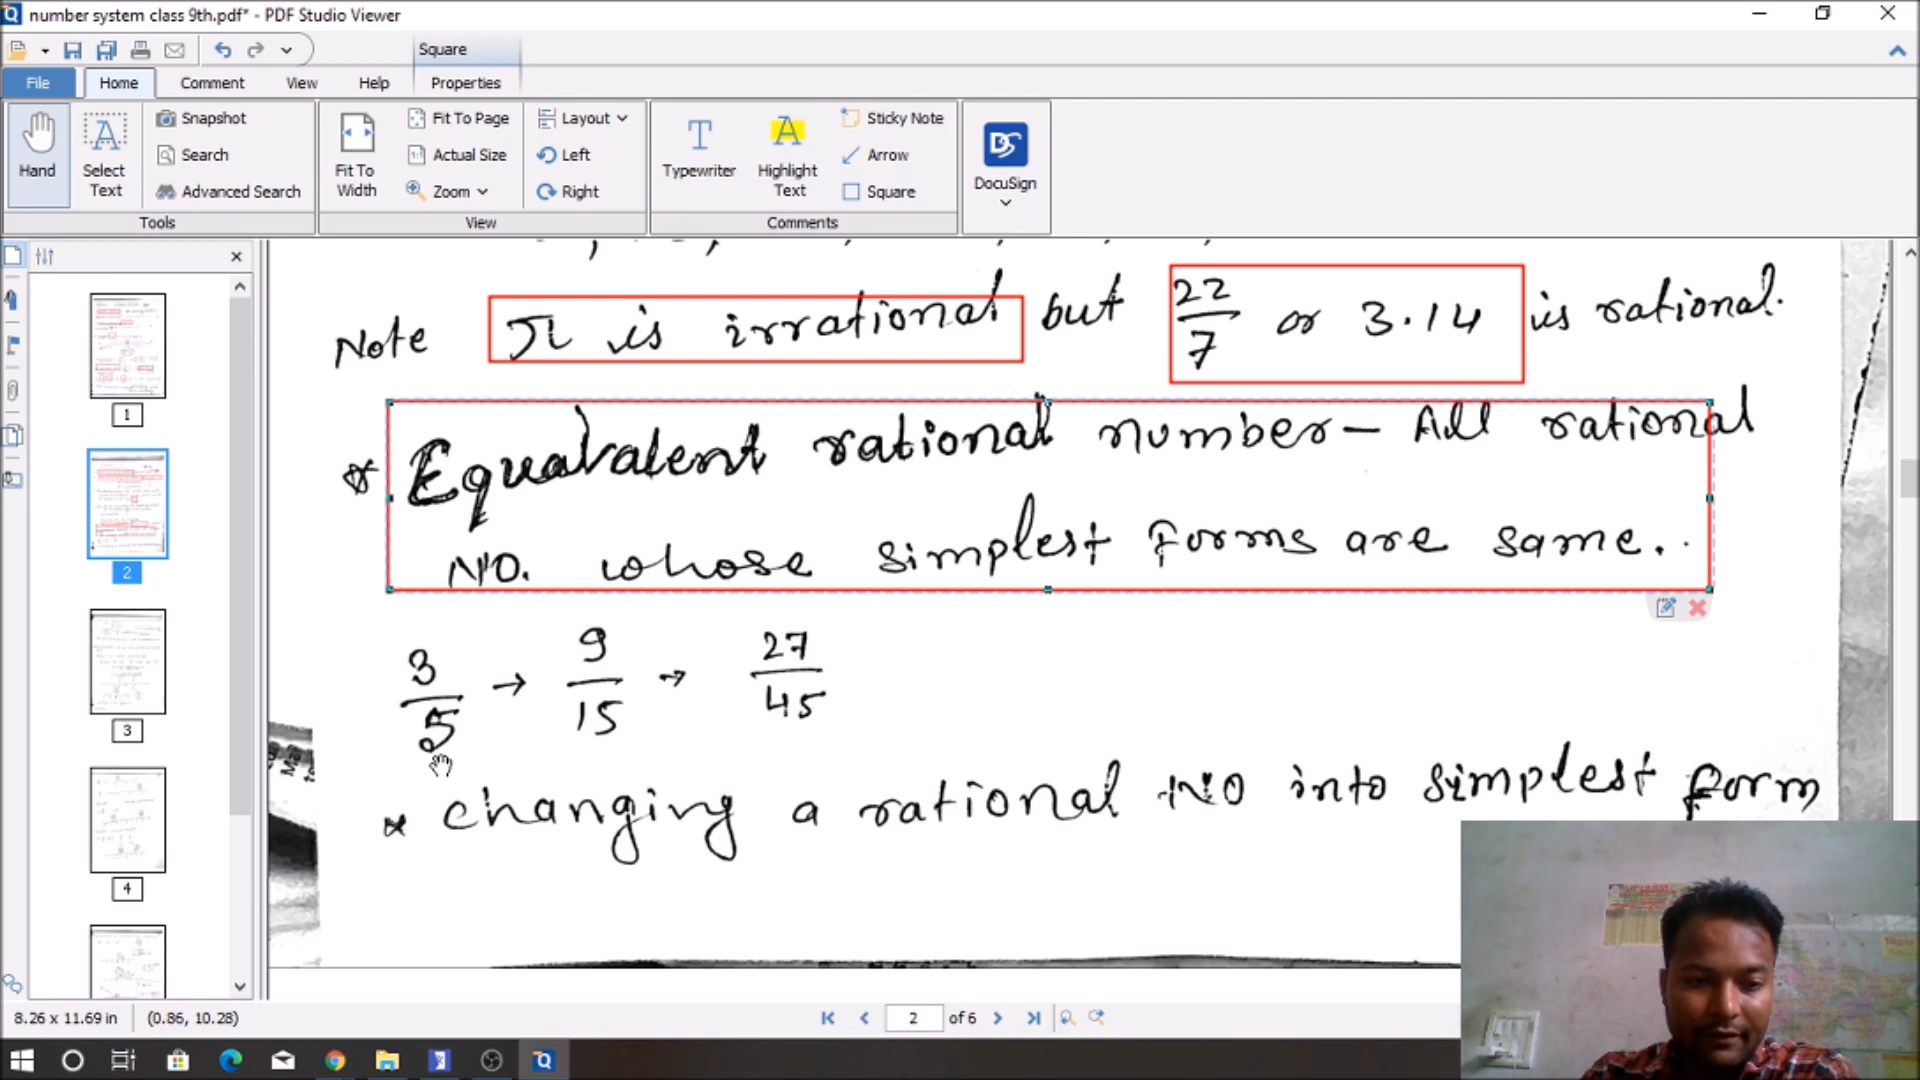 number system class 9th.pdf* - PDF Studio Viewer
Square
File Home Comment View Help Properties
Hand
Select Text
Snapshot
Search
Advanced Search
Tools
Fit To Width
Fit To Page
Actual Size
Zoom
Layout
Left
Right
View
Typewriter
Highlight Text
Sticky Note
Arrow
Square
Comments
DocuSign
1
2
3
4
Note π is irrational but 22/7 or 3.14 is rational.
* Equavalent rational number - All rational
NO. whose simplest forms are same.
3/5 → 9/15 → 27/45
* changing a rational NO into simplest form
8.26 x 11.69 in (0.86, 10.28) 2 of 6